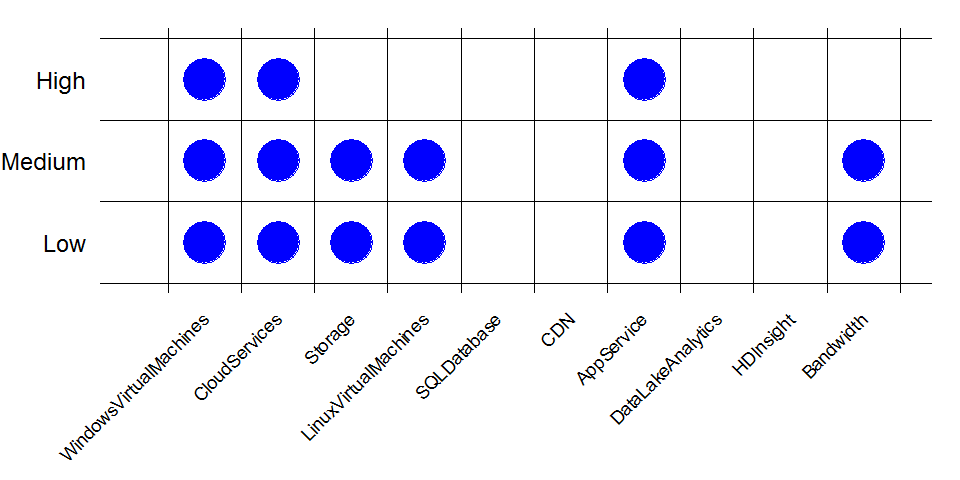 High
Medium
Low
WindowsVirtualMachines
CloudServices
Storage
LinuxVirtualMachines
SQLDatabase
CDN
AppService
DataLakeAnalytics
HDInsight
Bandwidth